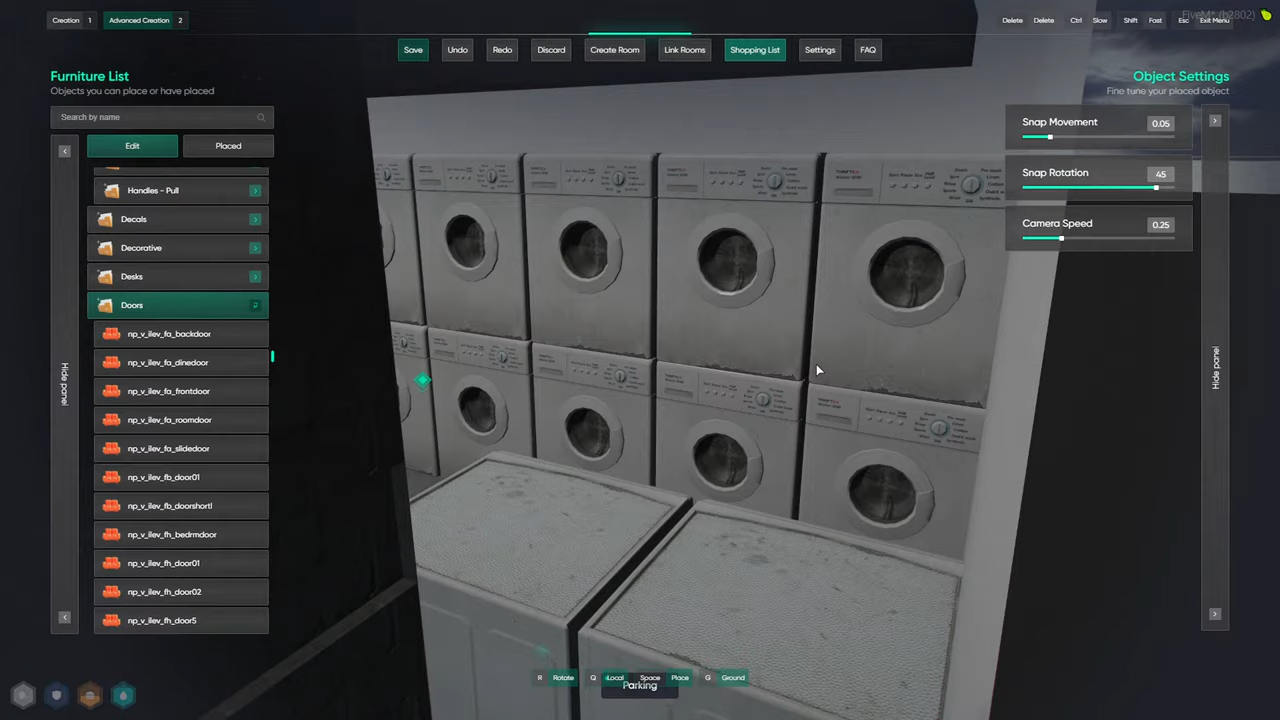 Creation 1
Advanced Creation 2
Delete Delete Ctrl Slow Shift Fast Esc Exit Menu
FiveM* (b2802)
Save
Undo
Redo
Discard
Create Room
Link Rooms
Shopping List
Settings
FAQ
Furniture List
Objects you can place or have placed
Search by name
Edit
Placed
Hide panel
Handles - Pull
Decals
Decorative
Desks
Doors
np_v_ilev_fa_backdoor
np_v_ilev_fa_dinedoor
np_v_ilev_fa_frontdoor
np_v_ilev_fa_roomdoor
np_v_ilev_fa_slidedoor
np_v_ilev_fb_door01
np_v_ilev_fb_doorshortl
np_v_ilev_fh_bedrmdoor
np_v_ilev_fh_door01
np_v_ilev_fh_door02
np_v_ilev_fh_door5
Object Settings
Fine tune your placed object
Snap Movement 0.05
Snap Rotation 45
Camera Speed 0.25
Hide panel
R Rotate Q Local Space Place G Ground
Parking